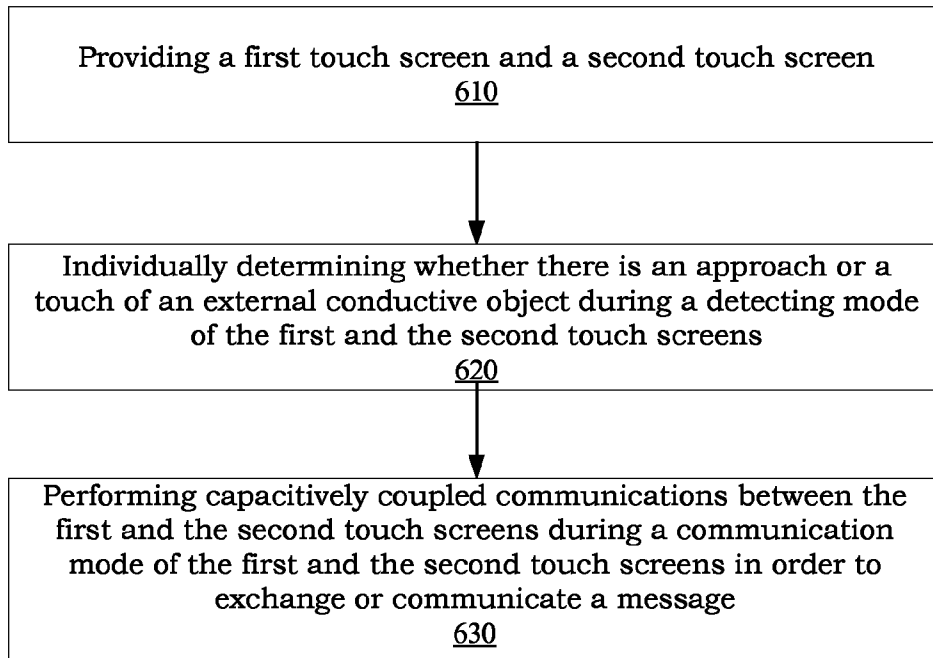 Providing a first touch screen and a second touch screen
610
Individually determining whether there is an approach or a
touch of an external conductive object during a detecting mode
of the first and the second touch screens
620
Performing capacitively coupled communications between the
first and the second touch screens during a communication
mode of the first and the second touch screens in order to
exchange or communicate a message
630